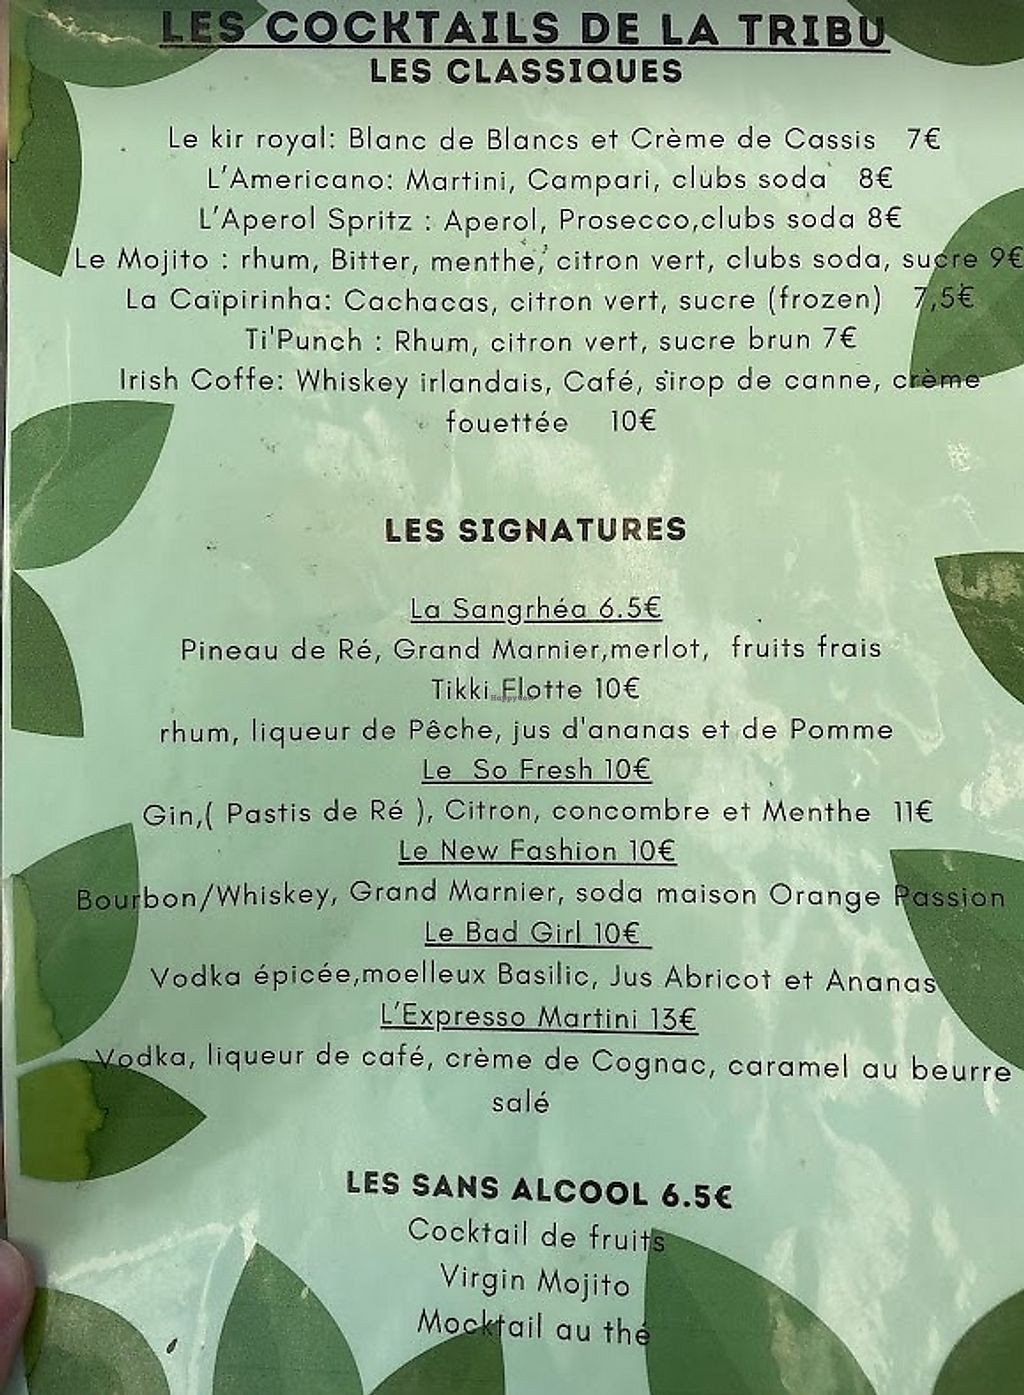 LES COCKTAILS DE LA TRIBU
LES CLASSIQUES
Le kir royal: Blanc de Blancs et Crème de Cassis 7€
L'Americano: Martini, Campari, clubs soda 8€
L'Aperol Spritz : Aperol, Prosecco,clubs soda 8€
Le Mojito : rhum, Bitter, menthe, citron vert, clubs soda, sucre 9€
La Caïpirinha: Cachacas, citron vert, sucre (frozen) 7,5€
Ti'Punch : Rhum, citron vert, sucre brun 7€
Irish Coffe: Whiskey irlandais, Café, sirop de canne, crème
fouettée 10€
LES SIGNATURES
La Sangrhéa 6.5€
Pineau de Ré, Grand Marnier,merlot, fruits frais
Tikki Flotte 10€
HappyCow
rhum, liqueur de Pêche, jus d'ananas et de Pomme
Le So Fresh 10€
Gin,( Pastis de Ré ), Citron, concombre et Menthe 11€
Le New Fashion 10€
Bourbon/Whiskey, Grand Marnier, soda maison Orange Passion
Le Bad Girl 10€
Vodka épicée,moelleux Basilic, Jus Abricot et Ananas
L'Expresso Martini 13€
Vodka, liqueur de café, crème de Cognac, caramel au beurre
salé
LES SANS ALCOOL 6.5€
Cocktail de fruits
Virgin Mojito
Mocktail au thé